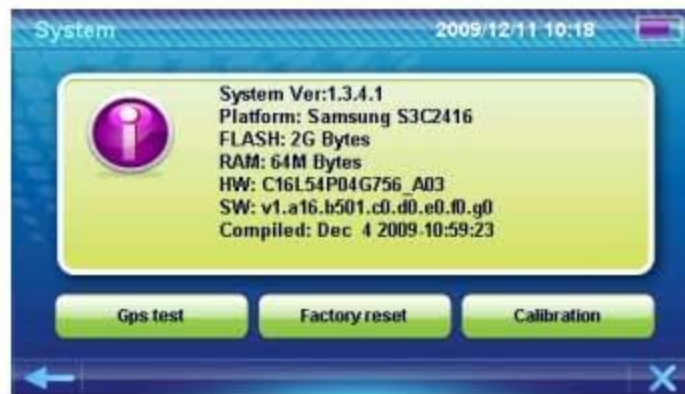 System 2009/12/11 10:18
System Ver:1.3.4.1
Platform: Samsung S3C2416
FLASH: 2G Bytes
RAM: 64M Bytes
HW: C16L54P04G756_A03
SW: v1.a16.b501.c0.d0.e0.f0.g0
Compiled: Dec  4 2009-10:59:23
Gps test Factory reset Calibration